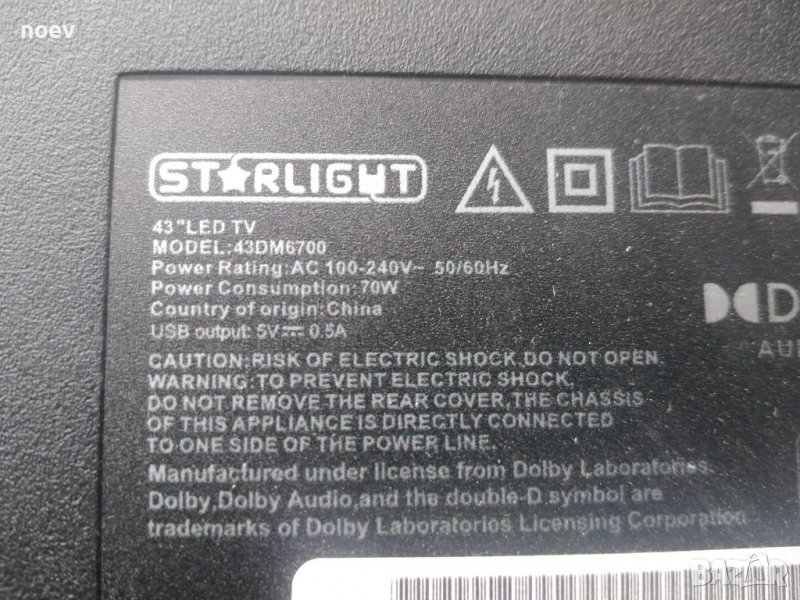 noev
STARLIGHT
43"LED TV
MODEL:43DM6700
Power Rating:AC 100-240V~ 50/60Hz
Power Consumption:70W
Country of origin:China
USB output: 5V⎓ 0.5A
D
AU
CAUTION:RISK OF ELECTRIC SHOCK,DO NOT OPEN.
WARNING:TO PREVENT ELECTRIC SHOCK,
DO NOT REMOVE THE REAR COVER,THE CHASSIS
OF THIS APPLIANCE IS DIRECTLY CONNECTED
TO ONE SIDE OF THE POWER LINE.
Manufactured under license from Dolby Laboratories.
Dolby,Dolby Audio,and the double-D symbol are
trademarks of Dolby Laboratories Licensing Corporation
BAZAR